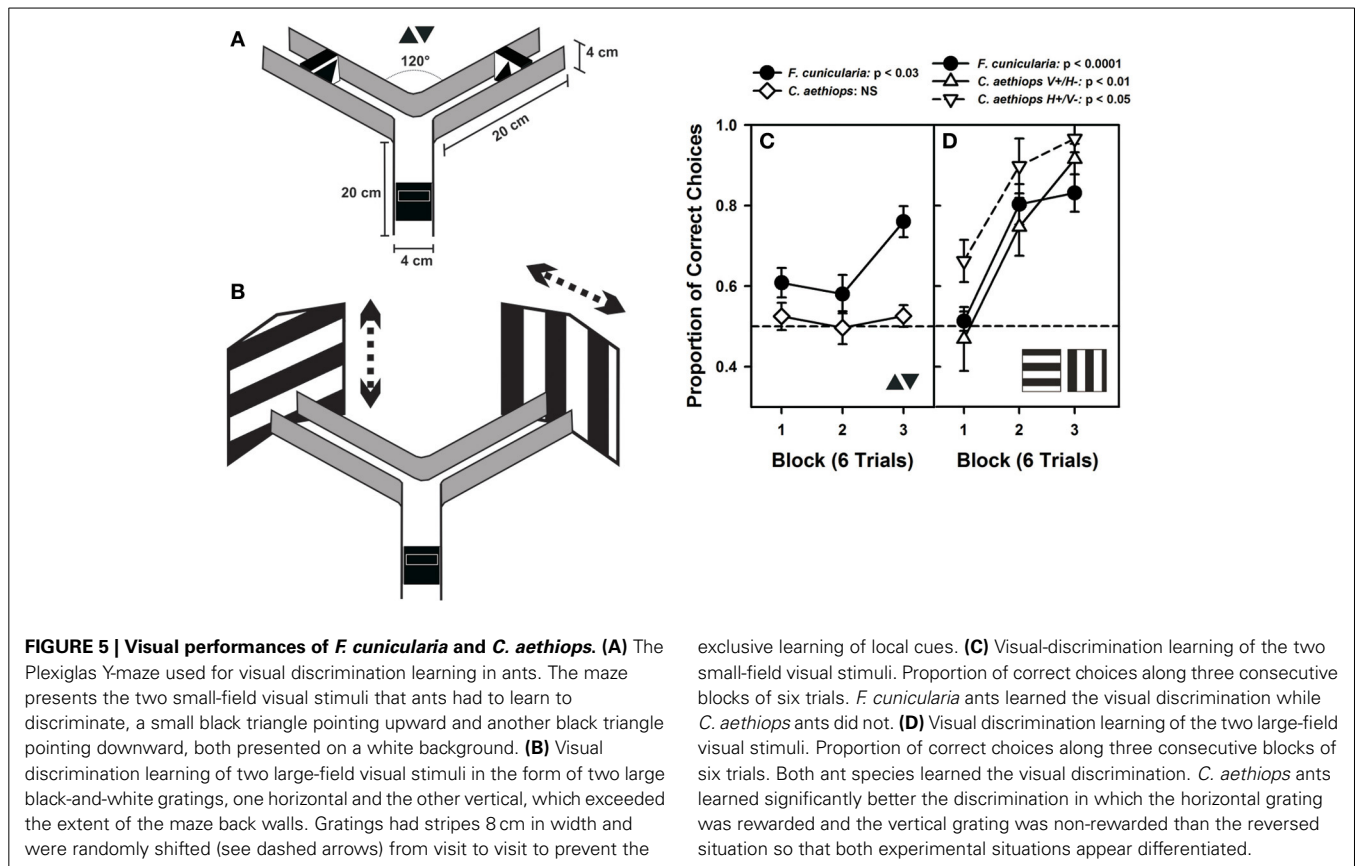 A
120°
4 cm
20 cm
20 cm
4 cm
B
F. cunicularia: p < 0.03
C. aethiops: NS
F. cunicularia: p < 0.0001
C. aethiops V+/H-: p < 0.01
C. aethiops H+/V-: p < 0.05
C
D
1.0
0.8
0.6
0.4
Proportion of Correct Choices
1 2 3
1 2 3
Block (6 Trials)
Block (6 Trials)
FIGURE 5 | Visual performances of F. cunicularia and C. aethiops. (A) The
Plexiglas Y-maze used for visual discrimination learning in ants. The maze
presents the two small-field visual stimuli that ants had to learn to
discriminate, a small black triangle pointing upward and another black triangle
pointing downward, both presented on a white background. (B) Visual
discrimination learning of two large-field visual stimuli in the form of two large
black-and-white gratings, one horizontal and the other vertical, which exceeded
the extent of the maze back walls. Gratings had stripes 8 cm in width and
were randomly shifted (see dashed arrows) from visit to visit to prevent the
exclusive learning of local cues. (C) Visual-discrimination learning of the two
small-field visual stimuli. Proportion of correct choices along three consecutive
blocks of six trials. F. cunicularia ants learned the visual discrimination while
C. aethiops ants did not. (D) Visual discrimination learning of the two large-field
visual stimuli. Proportion of correct choices along three consecutive blocks of
six trials. Both ant species learned the visual discrimination. C. aethiops ants
learned significantly better the discrimination in which the horizontal grating
was rewarded and the vertical grating was non-rewarded than the reversed
situation so that both experimental situations appear differentiated.